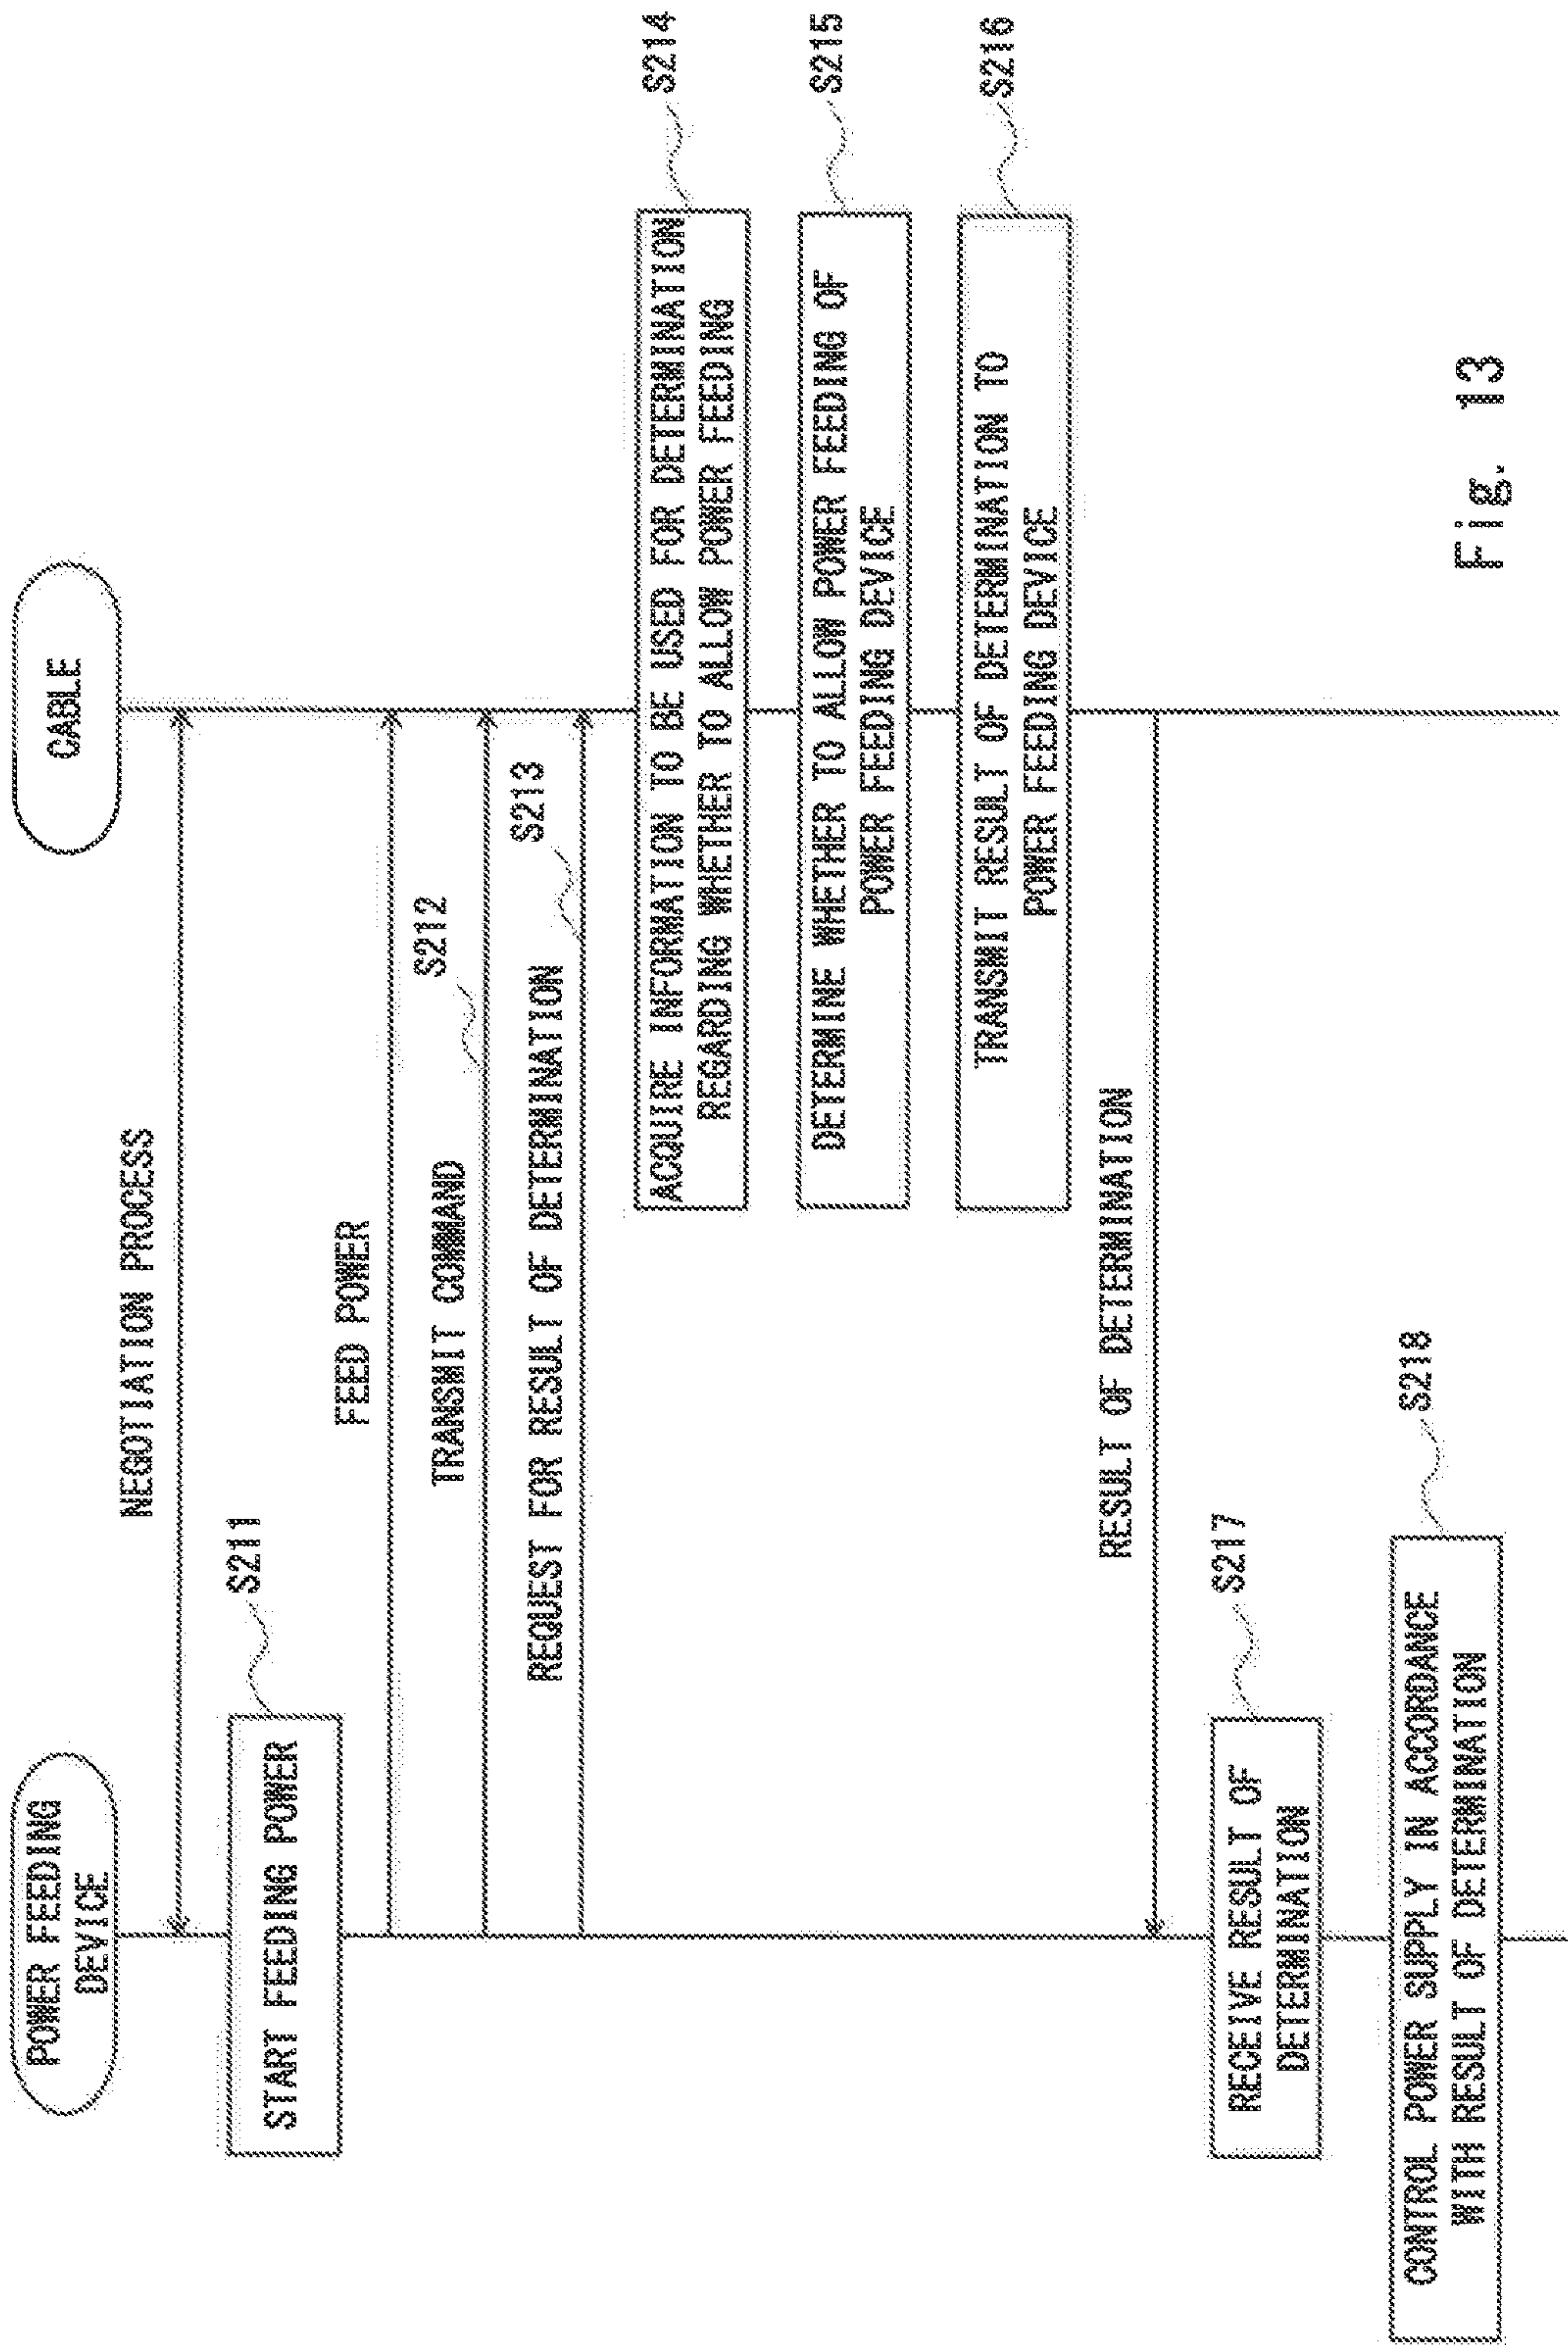 POWER FEEDING
DEVICE
CABLE
NEGOTIATION PROCESS
START FEEDING POWER
S211
FEED POWER
TRANSMIT COMMAND
S212
REQUEST FOR RESULT OF DETERMINATION
S213
ACQUIRE INFORMATION TO BE USED FOR DETERMINATION
REGARDING WHETHER TO ALLOW POWER FEEDING
S214
DETERMINE WHETHER TO ALLOW POWER FEEDING OF
POWER FEEDING DEVICE
S215
TRANSMIT RESULT OF DETERMINATION TO
POWER FEEDING DEVICE
S216
RESULT OF DETERMINATION
RECEIVE RESULT OF
DETERMINATION
S217
CONTROL POWER SUPPLY IN ACCORDANCE
WITH RESULT OF DETERMINATION
S218
Fig. 13